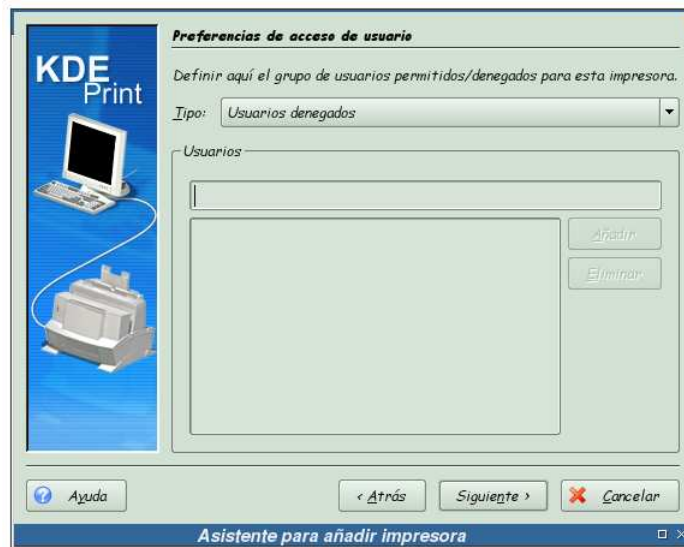 Preferencias de acceso de usuario
KDE
Print
Definir aquí el grupo de usuarios permitidos/denegados para esta impresora.
Tipo: Usuarios denegados
Usuarios
Añadir
Eliminar
Ayuda
‹ Atrás
Siguiente ›
Cancelar
Asistente para añadir impresora